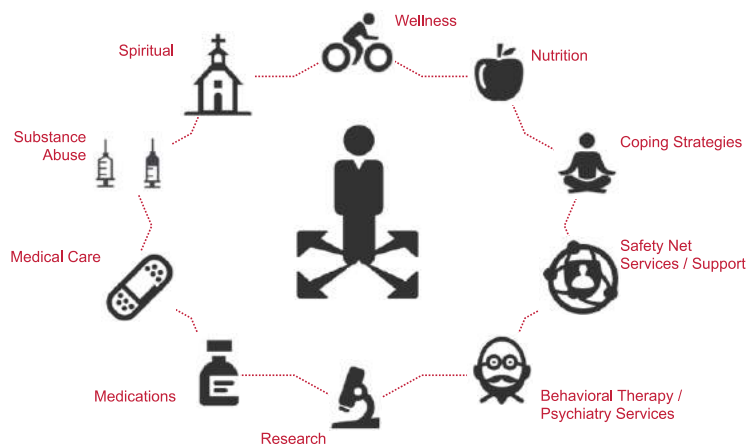 Wellness
Spiritual
Nutrition
Substance
Abuse
Coping Strategies
Medical Care
Safety Net
Services / Support
Medications
Behavioral Therapy /
Psychiatry Services
Research